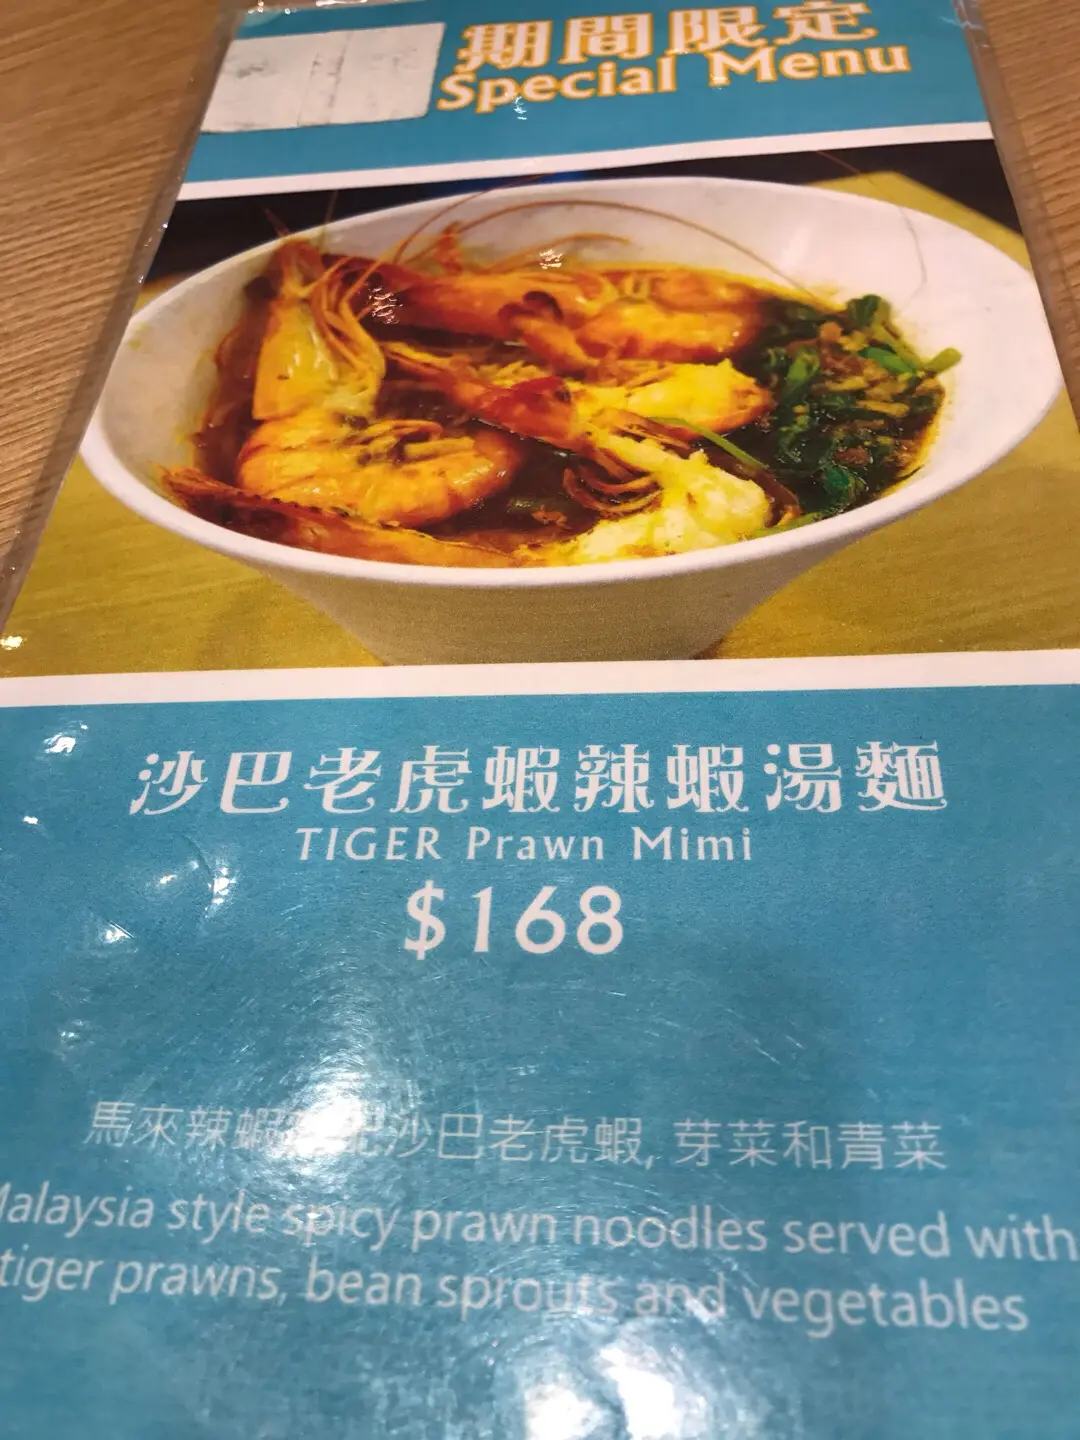 期間限定
Special Menu
沙巴老虎蝦辣蝦湯麵
TIGER Prawn Mimi
$168
馬來辣蝦 配沙巴老虎蝦, 芽菜和青菜
Malaysia style spicy prawn noodles served with
tiger prawns, bean sprouts and vegetables